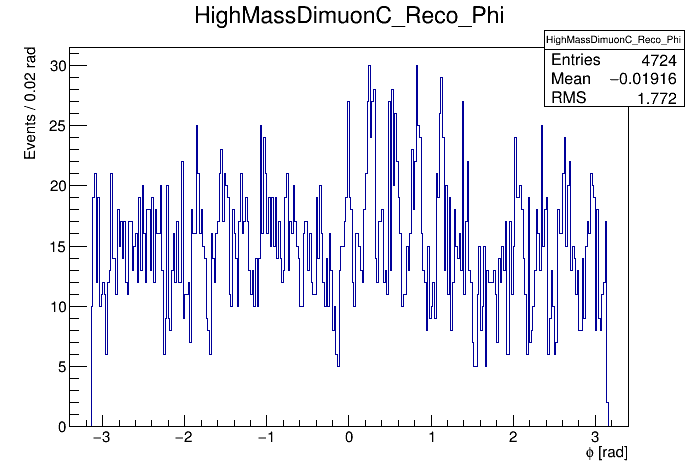 HighMassDimuonC_Reco_Phi
HighMassDimuonC_Reco_Phi
Entries 4724
Mean −0.01916
RMS 1.772
Events / 0.02 rad
30
25
20
15
10
5
0
−3 −2 −1 0 1 2 3
ϕ [rad]